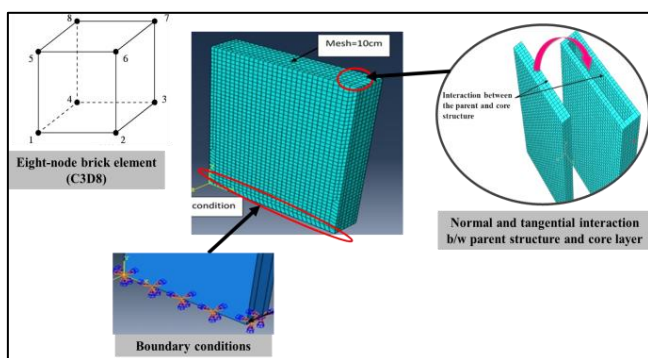 8
7
5
6
4
3
1
2
Eight-node brick element
(C3D8)
Mesh=10cm
condition
Boundary conditions
Interaction between
the parent and core
structure
Normal and tangential interaction
b/w parent structure and core layer